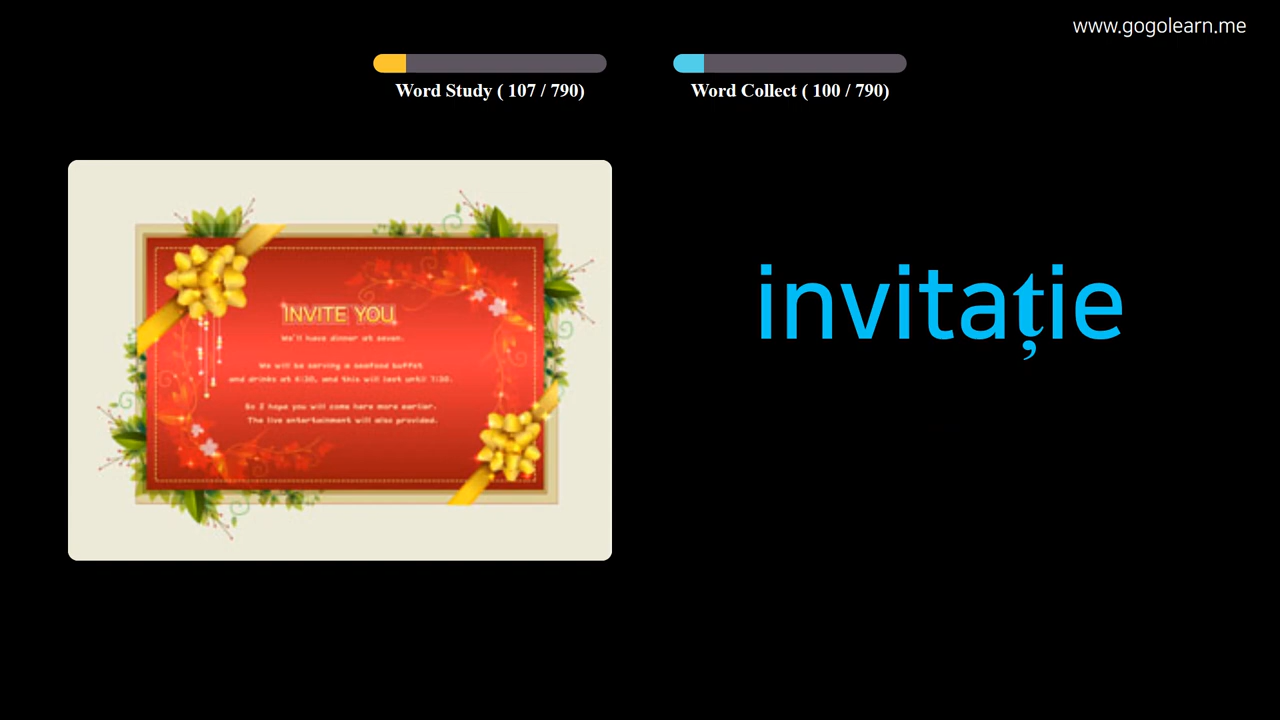 www.gogolearn.me
Word Study ( 107 / 790)
Word Collect ( 100 / 790)
INVITE YOU
We'll have dinner at seven.
We will be serving a seafood buffet
and drinks at 6:30, and this will last until 7:30.
So I hope you will come here more earlier.
The live entertainment will also provided.
invitație